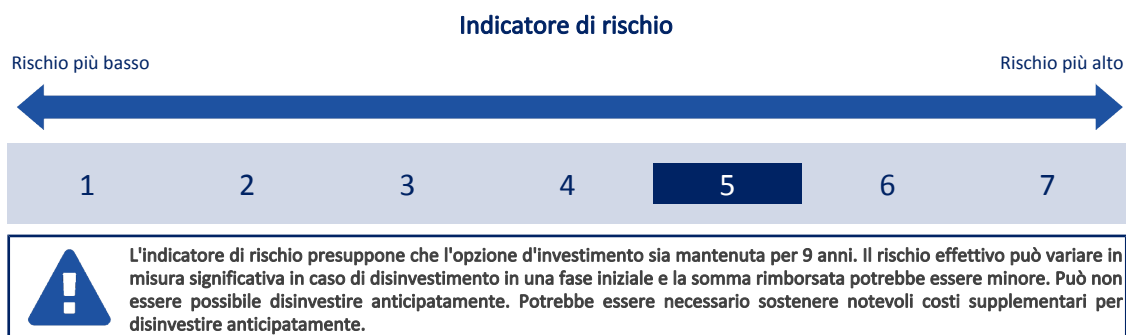 Indicatore di rischio
Rischio più basso
Rischio più alto
1 2 3 4 5 6 7
L'indicatore di rischio presuppone che l'opzione d'investimento sia mantenuta per 9 anni. Il rischio effettivo può variare in
misura significativa in caso di disinvestimento in una fase iniziale e la somma rimborsata potrebbe essere minore. Può non
essere possibile disinvestire anticipatamente. Potrebbe essere necessario sostenere notevoli costi supplementari per
disinvestire anticipatamente.